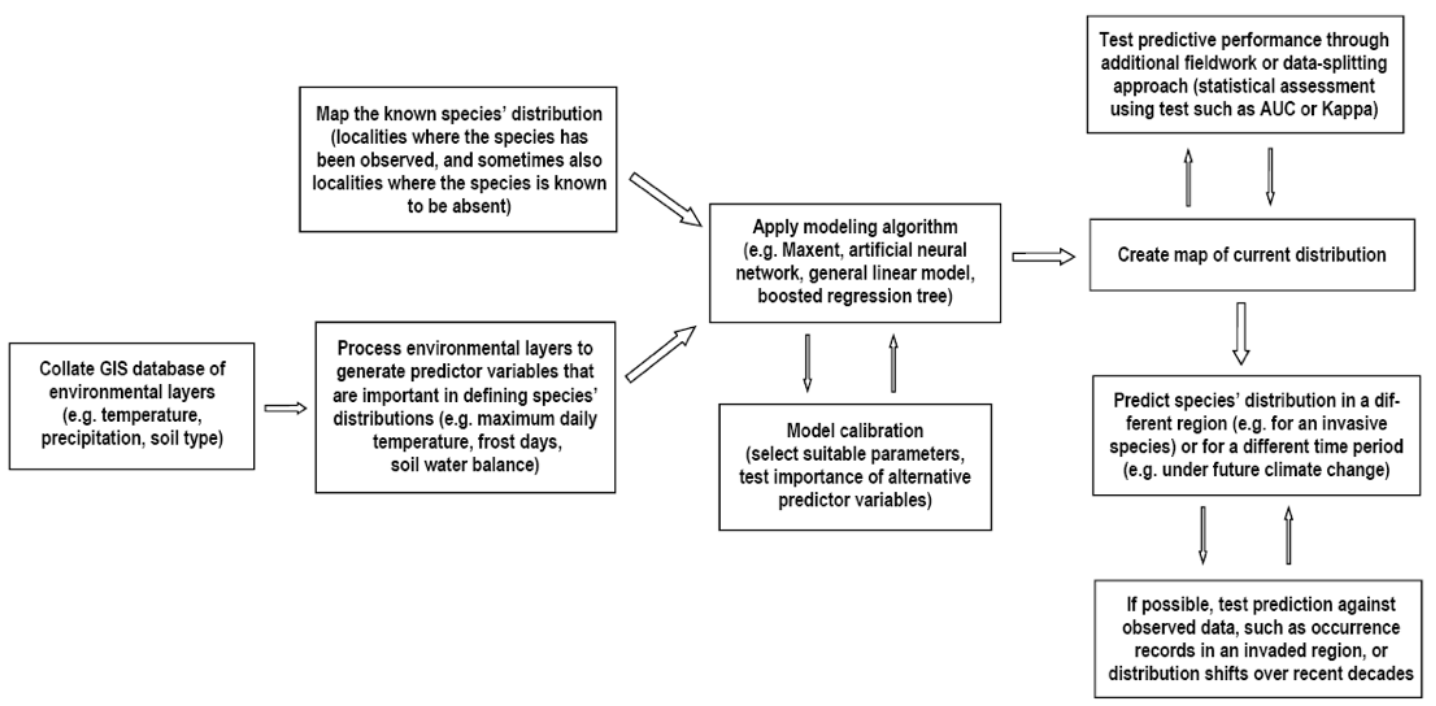 Map the known species' distribution
(localities where the species has
been observed, and sometimes also
localities where the species is known
to be absent)
Collate GIS database of
environmental layers
(e.g. temperature,
precipitation, soil type)
Process environmental layers to
generate predictor variables that
are important in defining species'
distributions (e.g. maximum daily
temperature, frost days,
soil water balance)
Apply modeling algorithm
(e.g. Maxent, artificial neural
network, general linear model,
boosted regression tree)
Model calibration
(select suitable parameters,
test importance of alternative
predictor variables)
Test predictive performance through
additional fieldwork or data-splitting
approach (statistical assessment
using test such as AUC or Kappa)
Create map of current distribution
Predict species' distribution in a dif-
ferent region (e.g. for an invasive
species) or for a different time period
(e.g. under future climate change)
If possible, test prediction against
observed data, such as occurrence
records in an invaded region, or
distribution shifts over recent decades